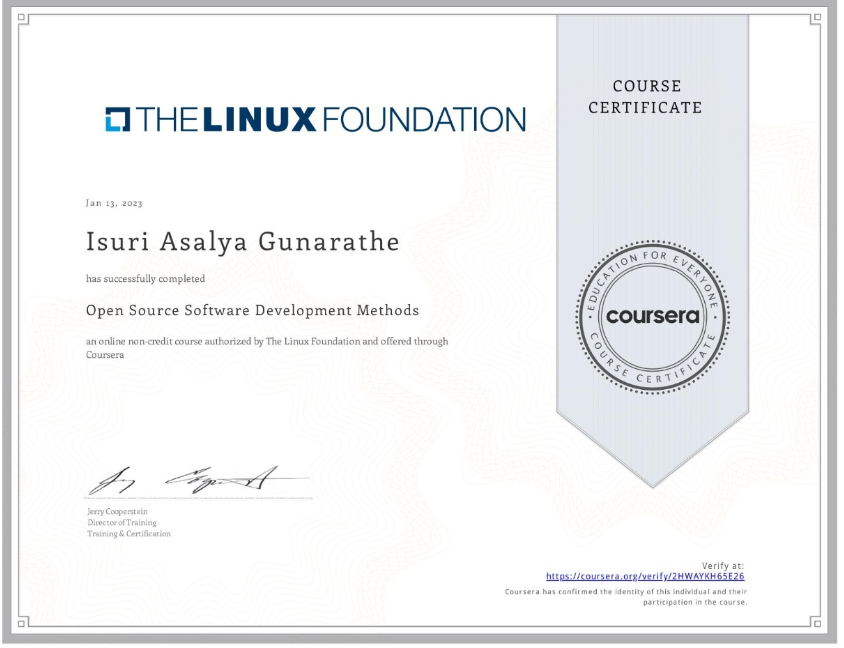 THE LINUX FOUNDATION
COURSE
CERTIFICATE
Jan 13, 2023
Isuri Asalya Gunarathe
has successfully completed
Open Source Software Development Methods
an online non-credit course authorized by The Linux Foundation and offered through
Coursera
EDUCATION FOR EVERYONE
coursera
COURSE CERTIFICATE
Jerry Cooperstein
Director of Training
Training & Certification
Verify at:
https://coursera.org/verify/2HWAYKH65E26
Coursera has confirmed the identity of this individual and their
participation in the course.